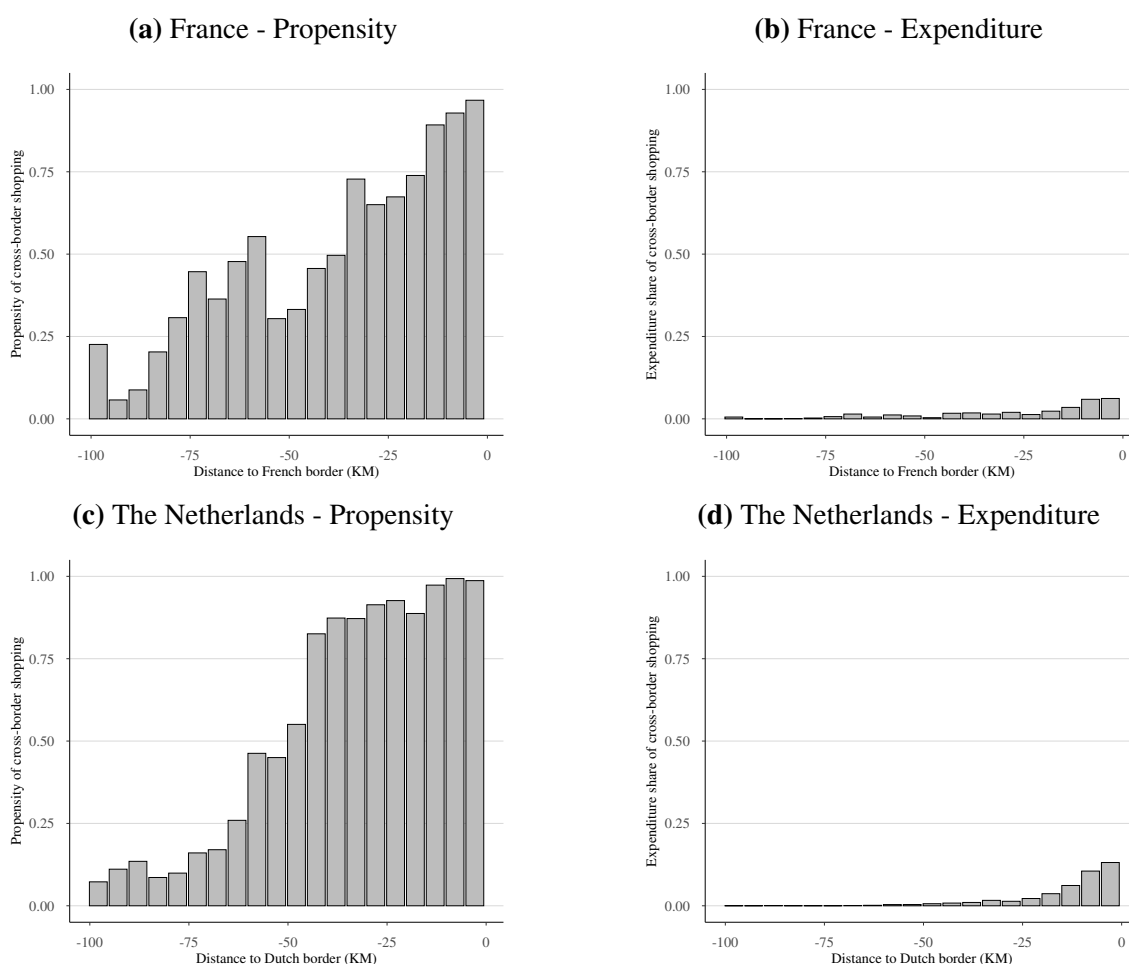 (a) France - Propensity
Propensity of cross-border shopping
1.00
0.75
0.50
0.25
0.00
-100 -75 -50 -25 0
Distance to French border (KM)
(b) France - Expenditure
Expenditure share of cross-border shopping
1.00
0.75
0.50
0.25
0.00
-100 -75 -50 -25 0
Distance to French border (KM)
(c) The Netherlands - Propensity
Propensity of cross-border shopping
1.00
0.75
0.50
0.25
0.00
-100 -75 -50 -25 0
Distance to Dutch border (KM)
(d) The Netherlands - Expenditure
Expenditure share of cross-border shopping
1.00
0.75
0.50
0.25
0.00
-100 -75 -50 -25 0
Distance to Dutch border (KM)